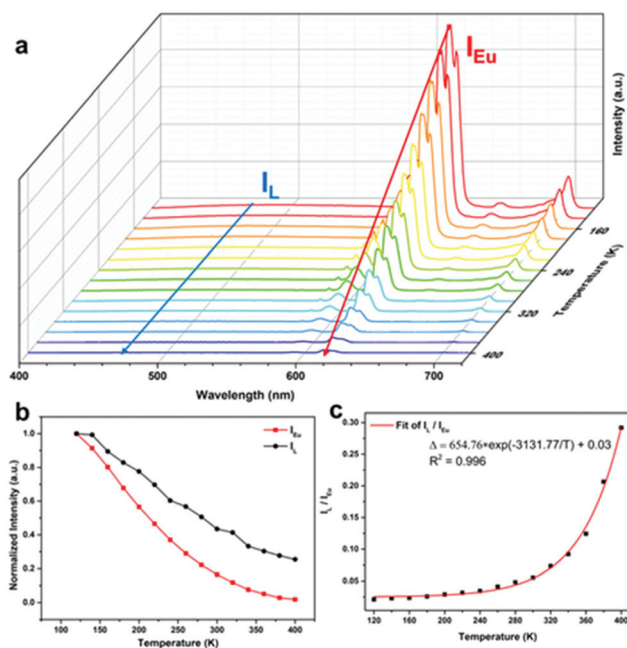 a
I_Eu
I_L
Intensity (a.u.)
160
240
320
400
Temperature (K)
400
500
600
700
Wavelength (nm)
b
I_Eu
I_L
1.0
0.8
0.6
0.4
0.2
0.0
Normalized Intensity (a.u.)
100 150 200 250 300 350 400
Temperature (K)
c
Fit of I_L / I_Eu
Δ = 654.76*exp(-3131.77/T) + 0.03
R² = 0.996
0.30
0.25
0.20
0.15
0.10
0.05
I_L / I_Eu
120 140 160 180 200 220 240 260 280 300 320 340 360 380 400
Temperature (K)